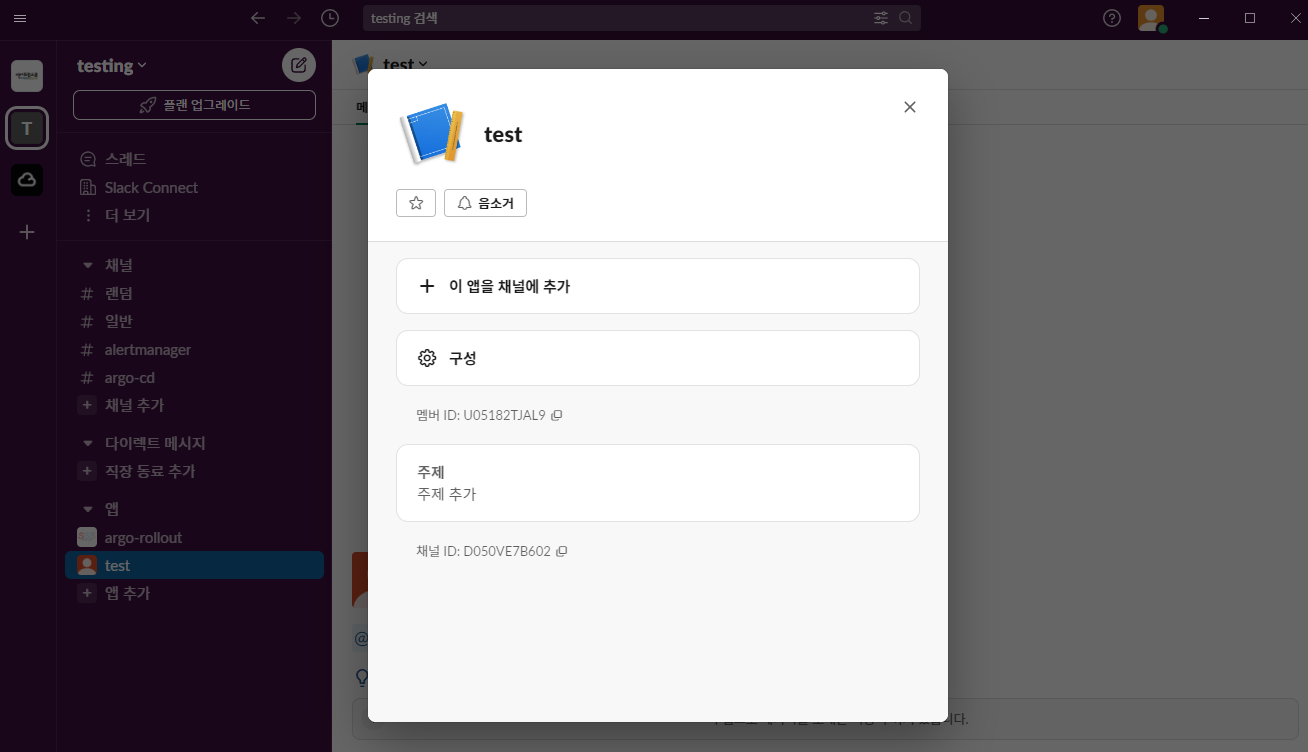 testing 검색
testing
플랜 업그레이드
T
스레드
Slack Connect
더 보기
채널
# 랜덤
# 일반
# alertmanager
# argo-cd
+ 채널 추가
다이렉트 메시지
+ 직장 동료 추가
앱
argo-rollout
test
+ 앱 추가
test
메
test
음소거
이 앱을 채널에 추가
구성
멤버 ID: U05182TJAL9
주제
주제 추가
채널 ID: D050VE7B602
@